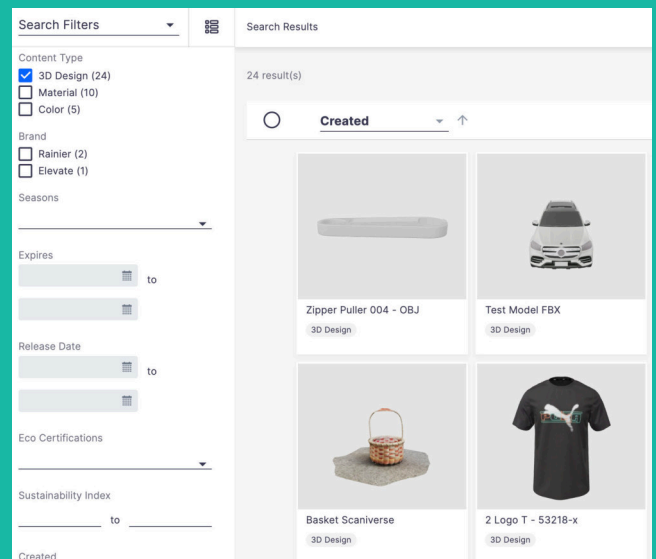 Search Filters
Content Type
3D Design (24)
Material (10)
Color (5)
Brand
Rainier (2)
Elevate (1)
Seasons
Expires
to
Release Date
to
Eco Certifications
Sustainability Index
to
Created
Search Results
24 result(s)
Created
Zipper Puller 004 - OBJ
3D Design
Test Model FBX
3D Design
Basket Scaniverse
3D Design
2 Logo T - 53218-x
3D Design